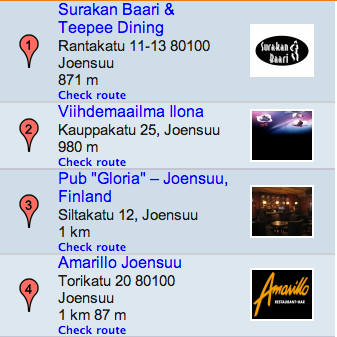 1
Surakan Baari &
Teepee Dining
Rantakatu 11-13 80100
Joensuu
871 m
Check route
Surakan
Baari
2
Viihdemaailma Ilona
Kauppakatu 25, Joensuu
980 m
Check route
3
Pub "Gloria" – Joensuu,
Finland
Siltakatu 12, Joensuu
1 km
Check route
4
Amarillo Joensuu
Torikatu 20 80100
Joensuu
1 km 87 m
Check route
Amarillo
RESTAURANT-BAR